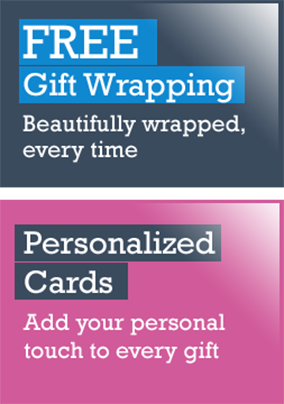 FREE
Gift Wrapping
Beautifully wrapped,
every time
Personalized
Cards
Add your personal
touch to every gift